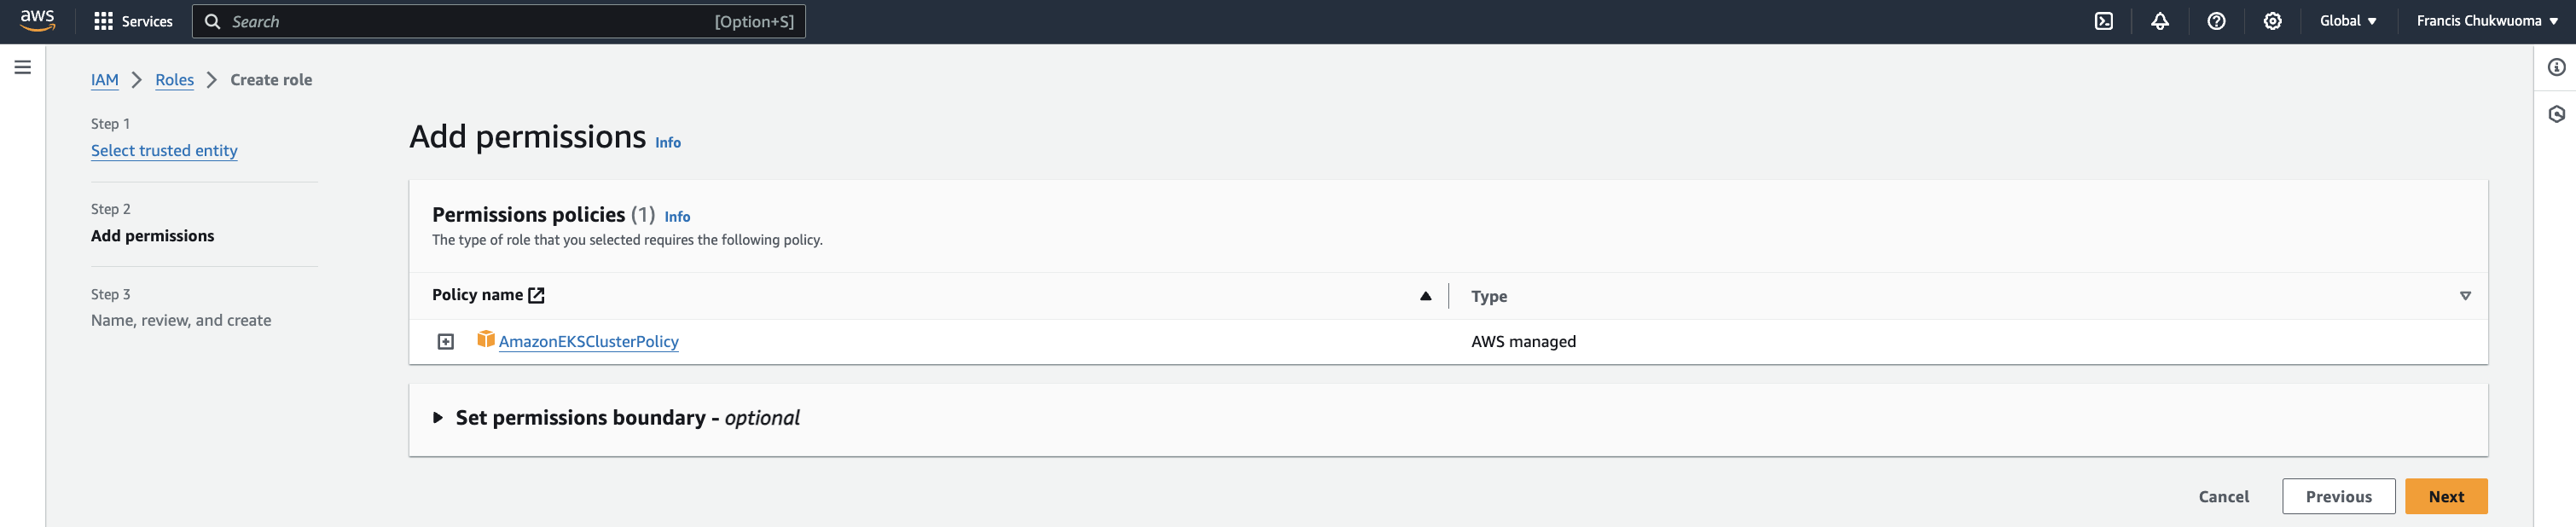 aws Services Search [Option+S] Global Francis Chukwuoma
IAM Roles Create role
Step 1
Select trusted entity
Step 2
Add permissions
Step 3
Name, review, and create
Add permissions Info
Permissions policies (1) Info
The type of role that you selected requires the following policy.
Policy name Type
AmazonEKSClusterPolicy AWS managed
Set permissions boundary - optional
Cancel Previous Next